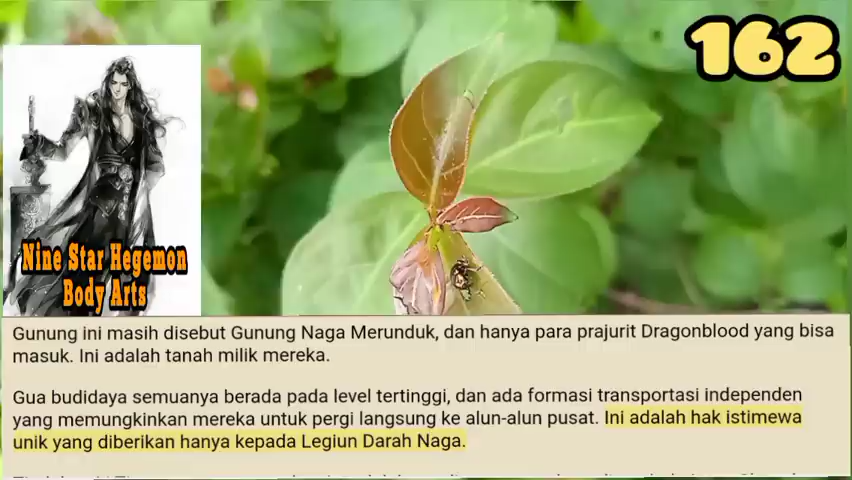 162
Nine Star Hegemon
Body Arts
Gunung ini masih disebut Gunung Naga Merunduk, dan hanya para prajurit Dragonblood yang bisa
masuk. Ini adalah tanah milik mereka.
Gua budidaya semuanya berada pada level tertinggi, dan ada formasi transportasi independen
yang memungkinkan mereka untuk pergi langsung ke alun-alun pusat. Ini adalah hak istimewa
unik yang diberikan hanya kepada Legiun Darah Naga.